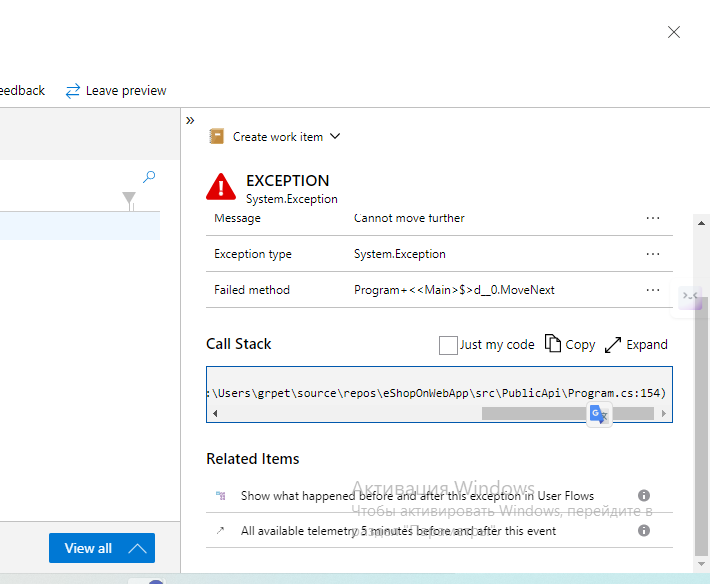 eedback
Leave preview
»
Create work item
EXCEPTION
System.Exception
Message Cannot move further ...
Exception type System.Exception ...
Failed method Program+<<Main>$>d__0.MoveNext ...
Call Stack
Just my code Copy Expand
:\Users\grpet\source\repos\eShopOnWebApp\src\PublicApi\Program.cs:154)
Related Items
Show what happened before and after this exception in User Flows
All available telemetry 5 minutes before and after this event
Активация Windows
Чтобы активировать Windows, перейдите в
раздел "Параметры".
View all